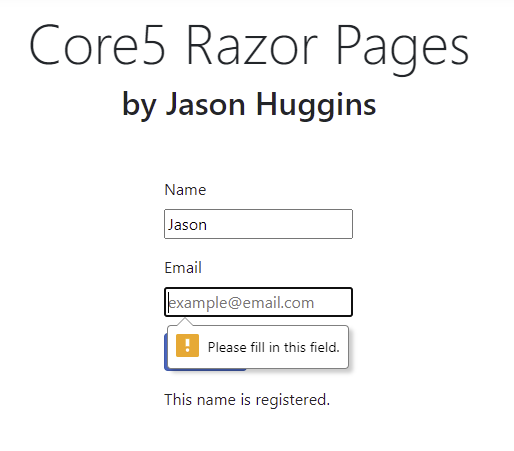 Core5 Razor Pages
by Jason Huggins
Name
Jason
Email
example@email.com
Please fill in this field.
This name is registered.